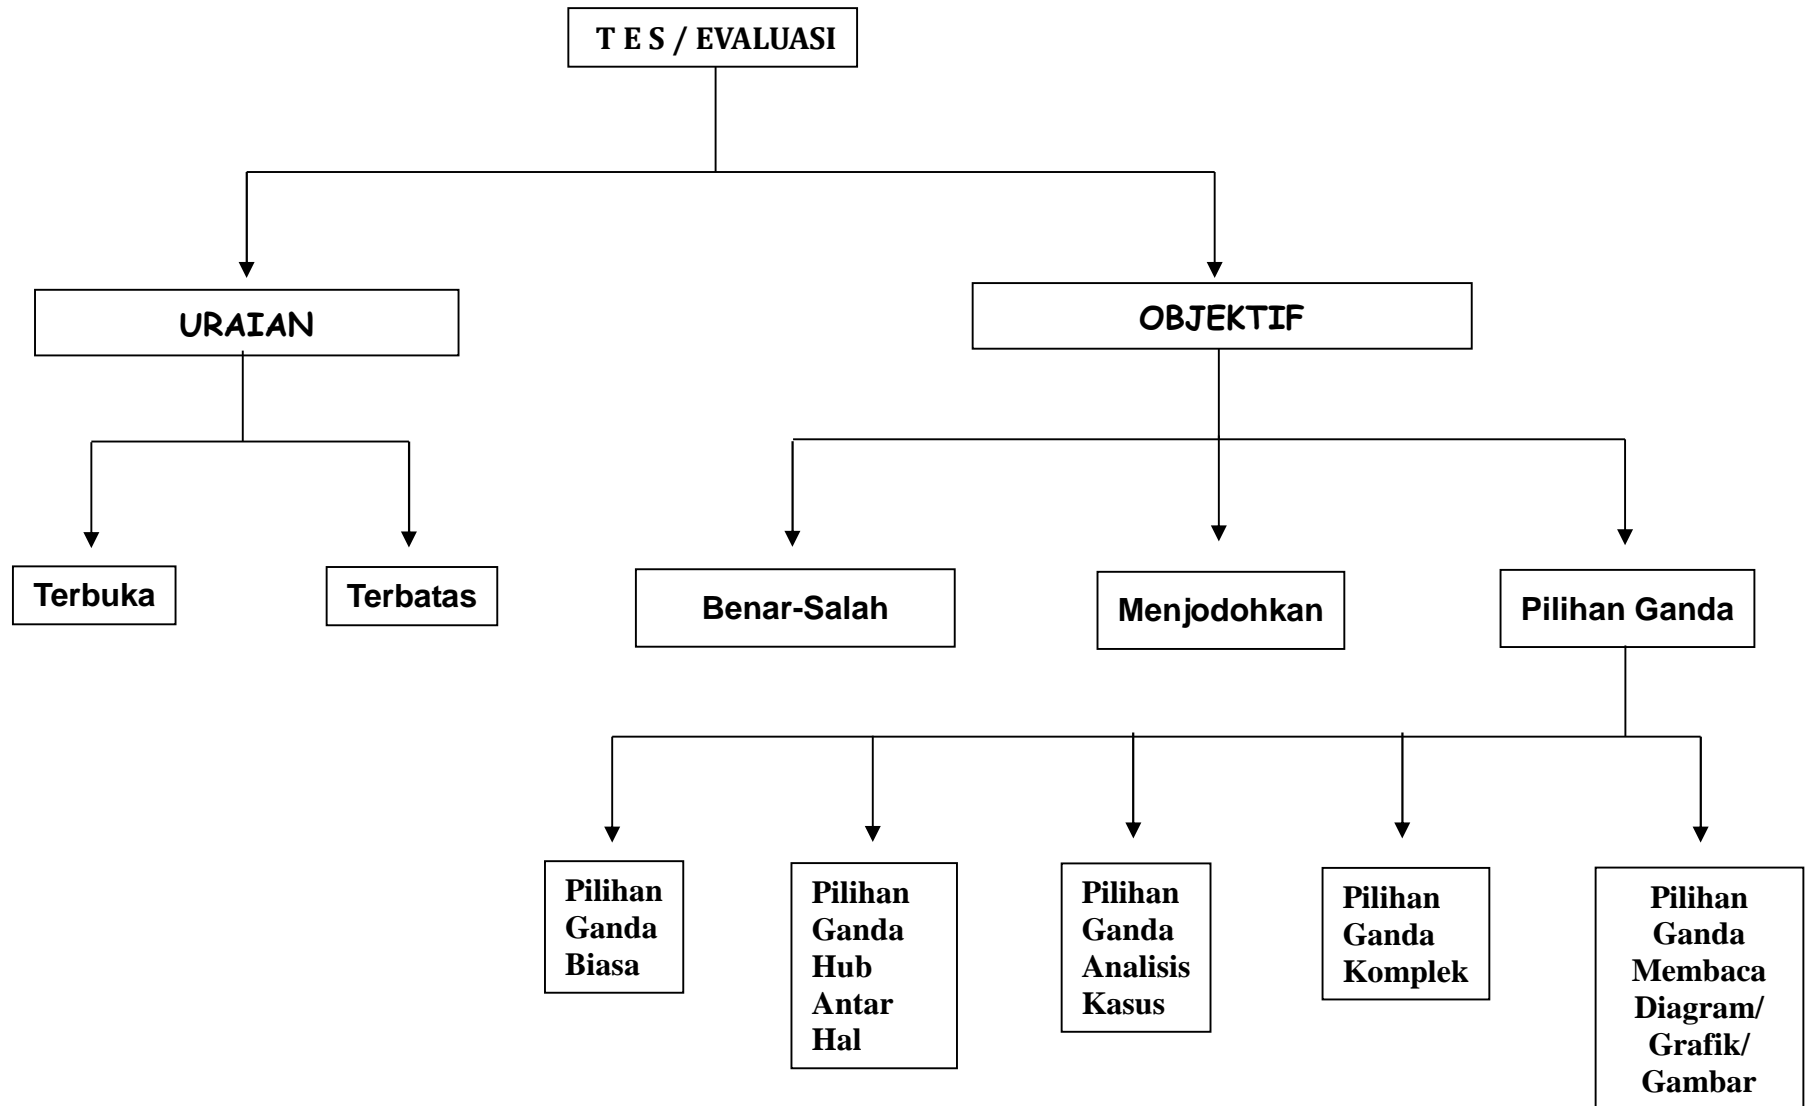 T E S / EVALUASI
URAIAN
OBJEKTIF
Terbuka
Terbatas
Benar-Salah
Menjodohkan
Pilihan Ganda
Pilihan
Ganda
Biasa
Pilihan
Ganda
Hub
Antar
Hal
Pilihan
Ganda
Analisis
Kasus
Pilihan
Ganda
Komplek
Pilihan
Ganda
Membaca
Diagram/
Grafik/
Gambar